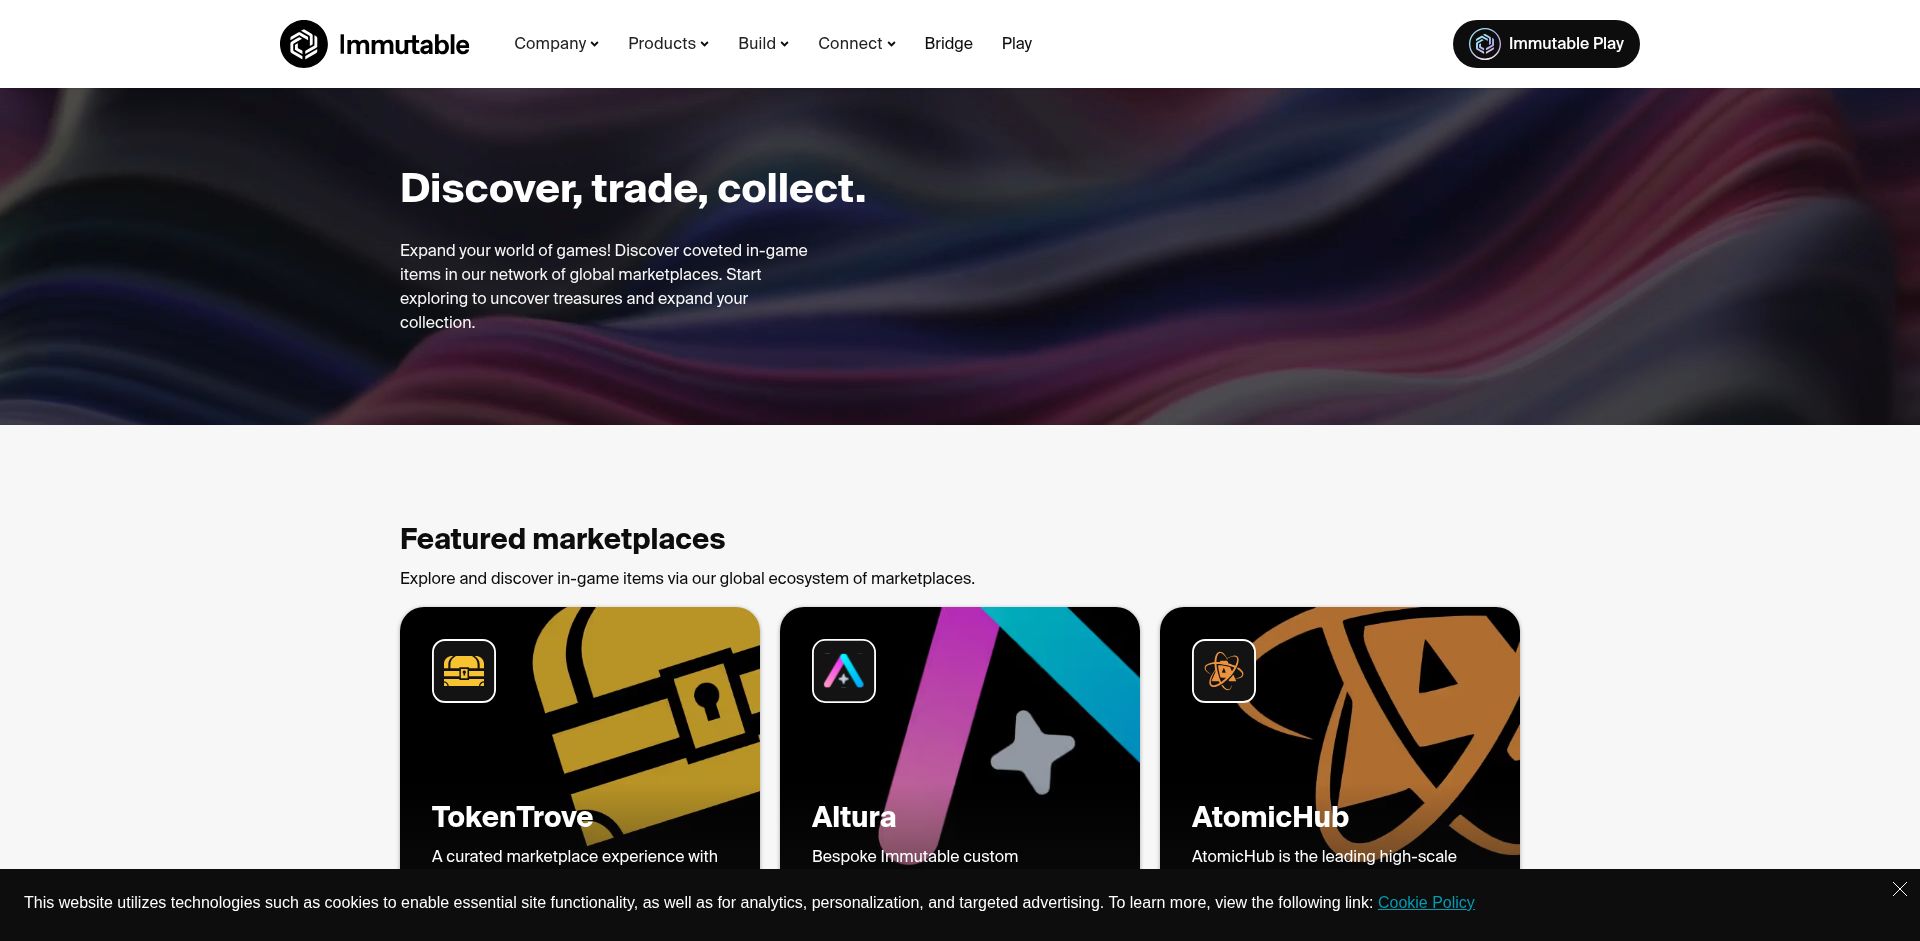 Immutable
Company
Products
Build
Connect
Bridge
Play
Immutable Play
Discover, trade, collect.
Expand your world of games! Discover coveted in-game
items in our network of global marketplaces. Start
exploring to uncover treasures and expand your
collection.
Featured marketplaces
Explore and discover in-game items via our global ecosystem of marketplaces.
TokenTrove
A curated marketplace experience with
Altura
Bespoke Immutable custom
AtomicHub
AtomicHub is the leading high-scale
This website utilizes technologies such as cookies to enable essential site functionality, as well as for analytics, personalization, and targeted advertising. To learn more, view the following link: Cookie Policy